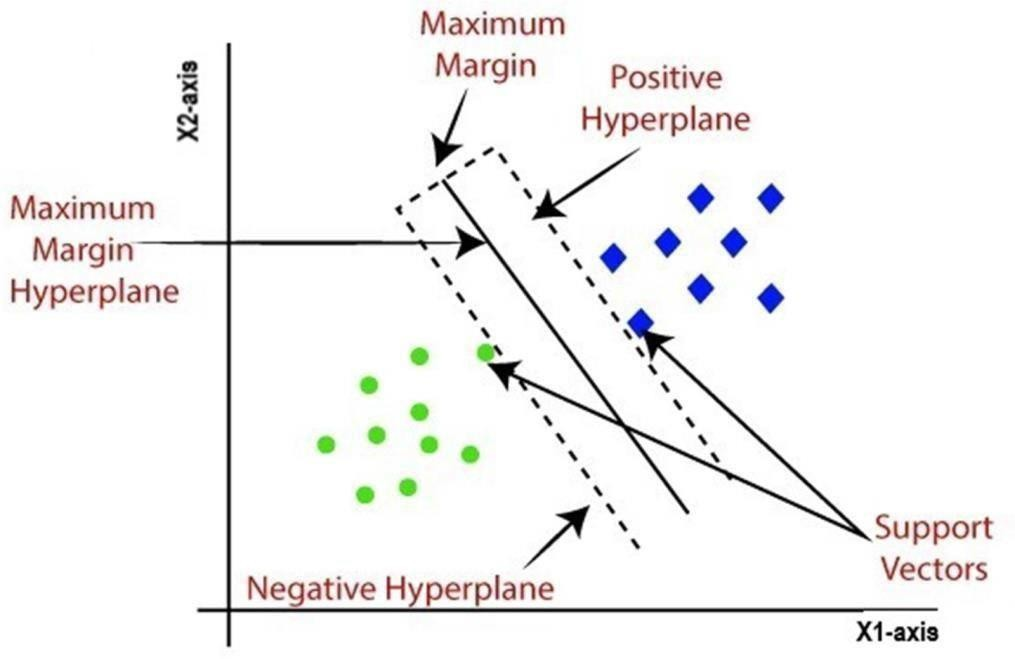 Maximum
Margin
Positive
Hyperplane
X2-axis
Maximum
Margin
Hyperplane
Support
Vectors
Negative Hyperplane
X1-axis